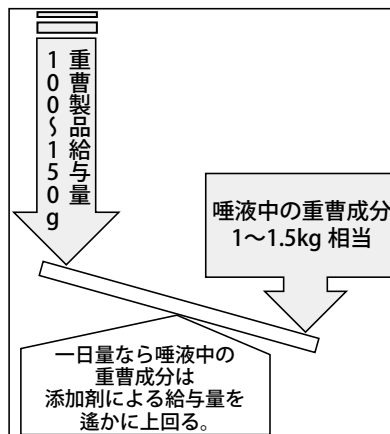 重曹製品給与量
100〜150g
唾液中の重曹成分
1〜1.5kg 相当
一日量なら唾液中の
重曹成分は
添加剤による給与量を
遙かに上回る。